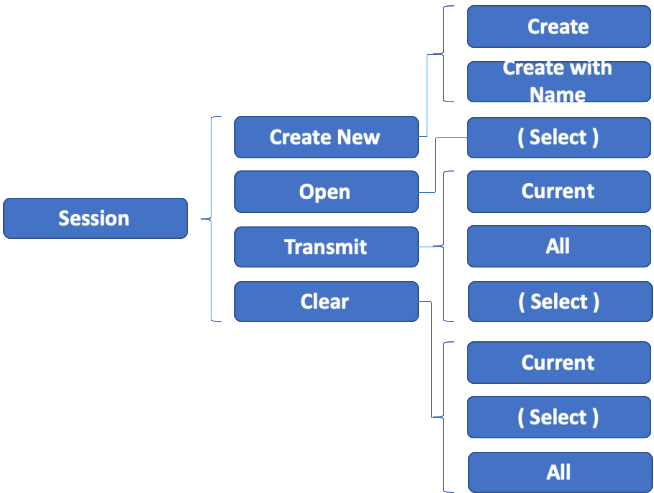 Create
Create with
Name
Create New
( Select )
Open
Current
Session
Transmit
All
Clear
( Select )
Current
( Select )
All